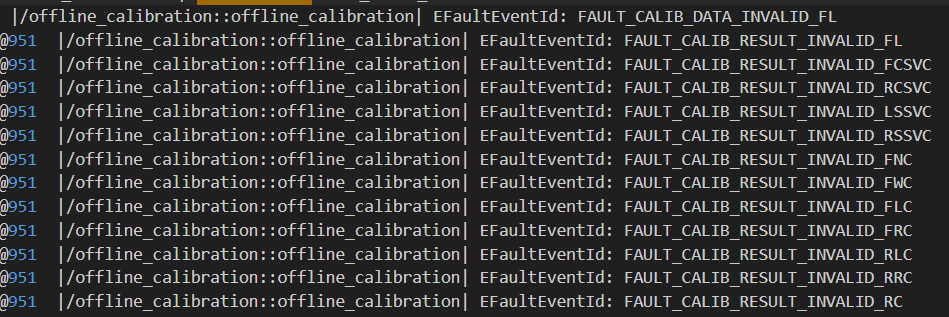 |/offline_calibration::offline_calibration| EFaultEventId: FAULT_CALIB_DATA_INVALID_FL
@951 |/offline_calibration::offline_calibration| EFaultEventId: FAULT_CALIB_RESULT_INVALID_FL
@951 |/offline_calibration::offline_calibration| EFaultEventId: FAULT_CALIB_RESULT_INVALID_FCSVC
@951 |/offline_calibration::offline_calibration| EFaultEventId: FAULT_CALIB_RESULT_INVALID_RCSVC
@951 |/offline_calibration::offline_calibration| EFaultEventId: FAULT_CALIB_RESULT_INVALID_LSSVC
@951 |/offline_calibration::offline_calibration| EFaultEventId: FAULT_CALIB_RESULT_INVALID_RSSVC
@951 |/offline_calibration::offline_calibration| EFaultEventId: FAULT_CALIB_RESULT_INVALID_FNC
@951 |/offline_calibration::offline_calibration| EFaultEventId: FAULT_CALIB_RESULT_INVALID_FWC
@951 |/offline_calibration::offline_calibration| EFaultEventId: FAULT_CALIB_RESULT_INVALID_FLC
@951 |/offline_calibration::offline_calibration| EFaultEventId: FAULT_CALIB_RESULT_INVALID_FRC
@951 |/offline_calibration::offline_calibration| EFaultEventId: FAULT_CALIB_RESULT_INVALID_RLC
@951 |/offline_calibration::offline_calibration| EFaultEventId: FAULT_CALIB_RESULT_INVALID_RRC
@951 |/offline_calibration::offline_calibration| EFaultEventId: FAULT_CALIB_RESULT_INVALID_RC